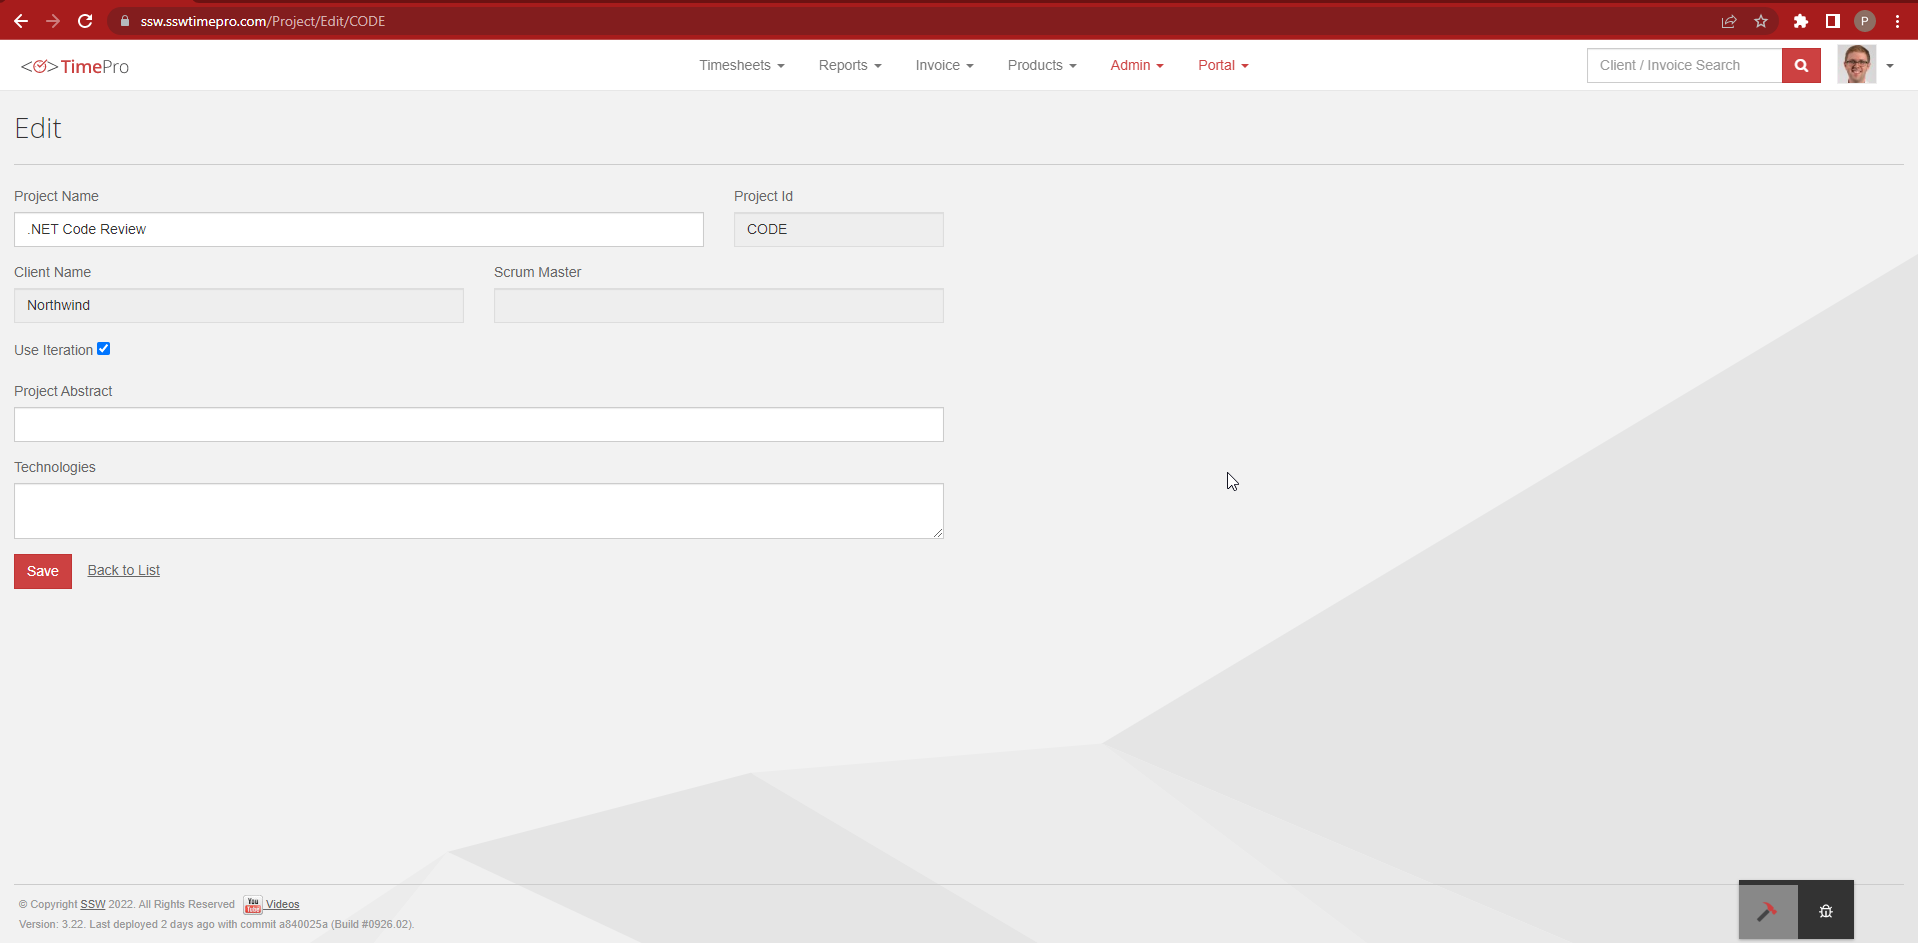 ssw.sswtimepro.com/Project/Edit/CODE
P
<>TimePro
Timesheets
Reports
Invoice
Products
Admin
Portal
Client / Invoice Search
Edit
Project Name
Project Id
.NET Code Review
CODE
Client Name
Scrum Master
Northwind
Use Iteration
Project Abstract
Technologies
Save
Back to List
© Copyright SSW 2022. All Rights Reserved
You Tube
Videos
Version: 3.22. Last deployed 2 days ago with commit a840025a (Build #0926.02).